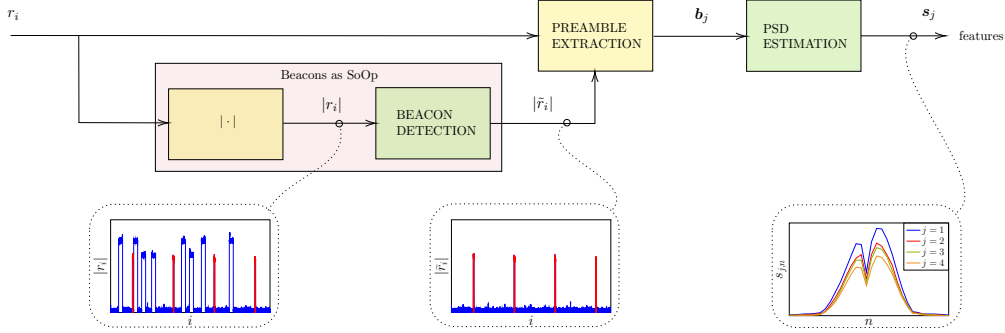 r_i
PREAMBLE
EXTRACTION
b_j
PSD
ESTIMATION
s_j
features
Beacons as SoOp
| · |
|r_i|
BEACON
DETECTION
|r̃_i|
|r_i|
i
|r̃_i|
i
s_{j,n}
n
j = 1
j = 2
j = 3
j = 4